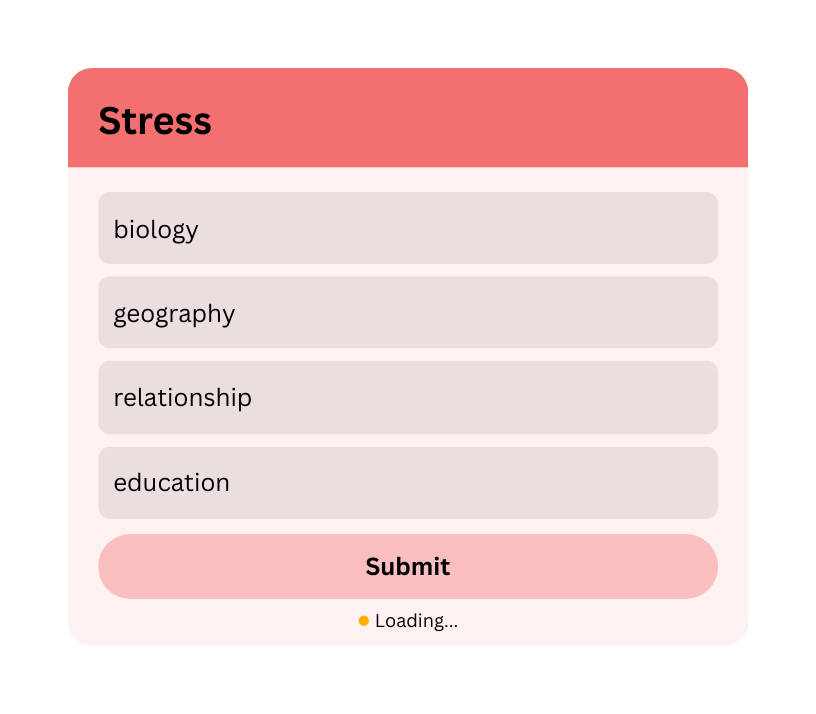 Stress
biology
geography
relationship
education
Submit
Loading...